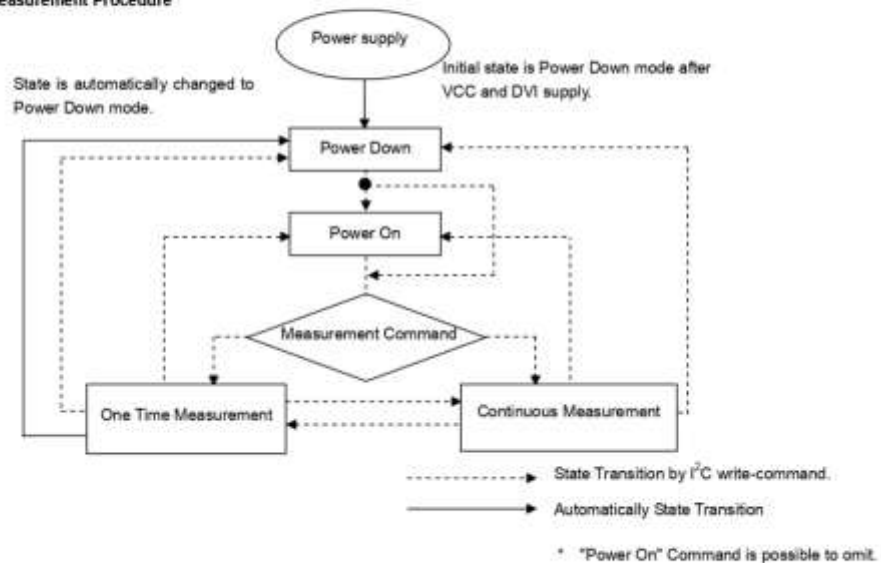 Measurement Procedure
Power supply
Initial state is Power Down mode after
VCC and DVI supply.
State is automatically changed to
Power Down mode.
Power Down
Power On
Measurement Command
One Time Measurement
Continuous Measurement
State Transition by I²C write-command.
Automatically State Transition
* "Power On" Command is possible to omit.